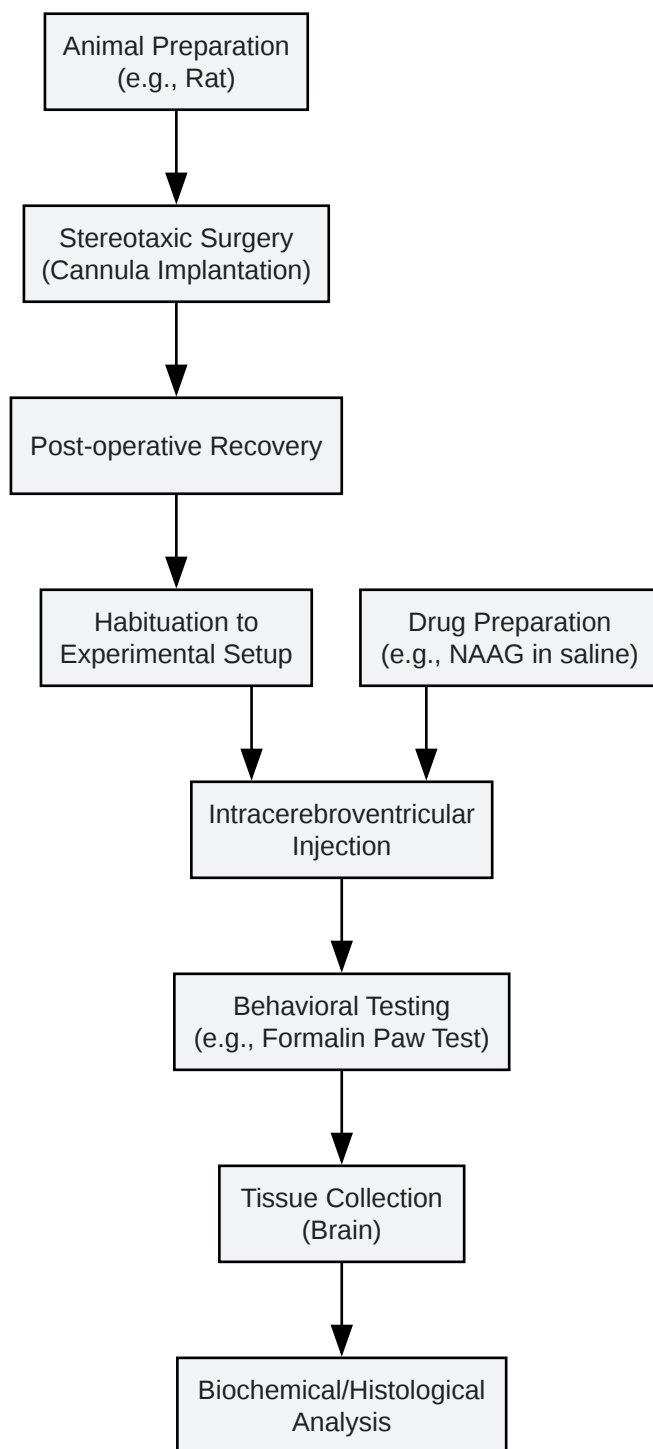 Animal Preparation
(e.g., Rat)
Stereotaxic Surgery
(Cannula Implantation)
Post-operative Recovery
Habituation to
Experimental Setup
Drug Preparation
(e.g., NAAG in saline)
Intracerebroventricular
Injection
Behavioral Testing
(e.g., Formalin Paw Test)
Tissue Collection
(Brain)
Biochemical/Histological
Analysis